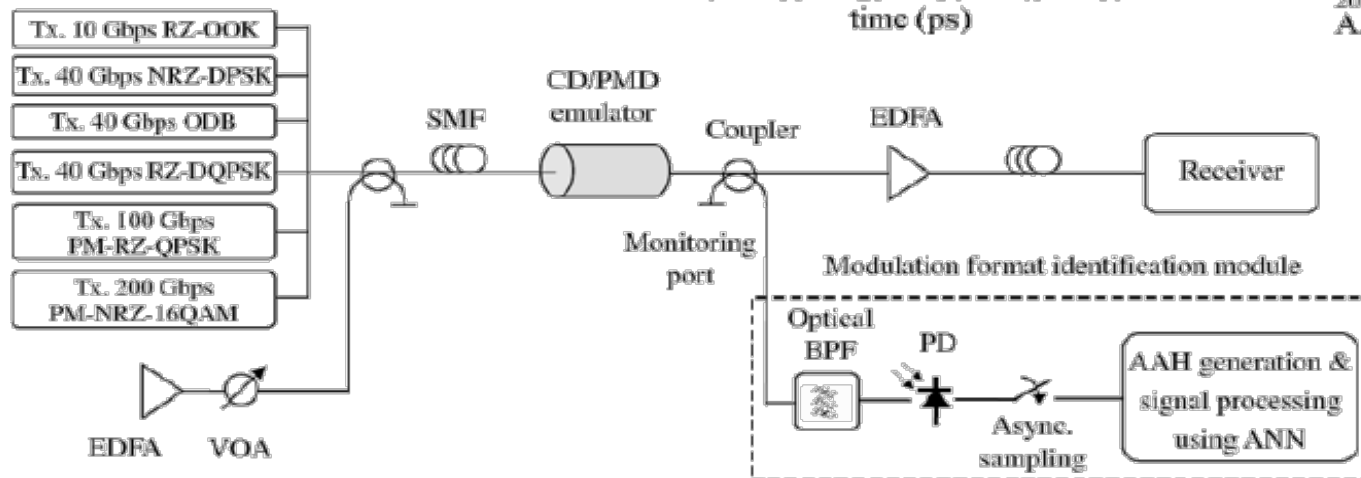 time (ps)
Tx. 10 Gbps RZ-OOK
Tx. 40 Gbps NRZ-DPSK
Tx. 40 Gbps ODB
Tx. 40 Gbps RZ-DQPSK
Tx. 100 Gbps
PM-RZ-QPSK
Tx. 200 Gbps
PM-NRZ-16QAM
EDFA
VOA
SMF
CD/PMD
emulator
Coupler
EDFA
Receiver
Monitoring
port
Modulation format identification module
Optical
BPF
PD
Async.
sampling
AAH generation &
signal processing
using ANN